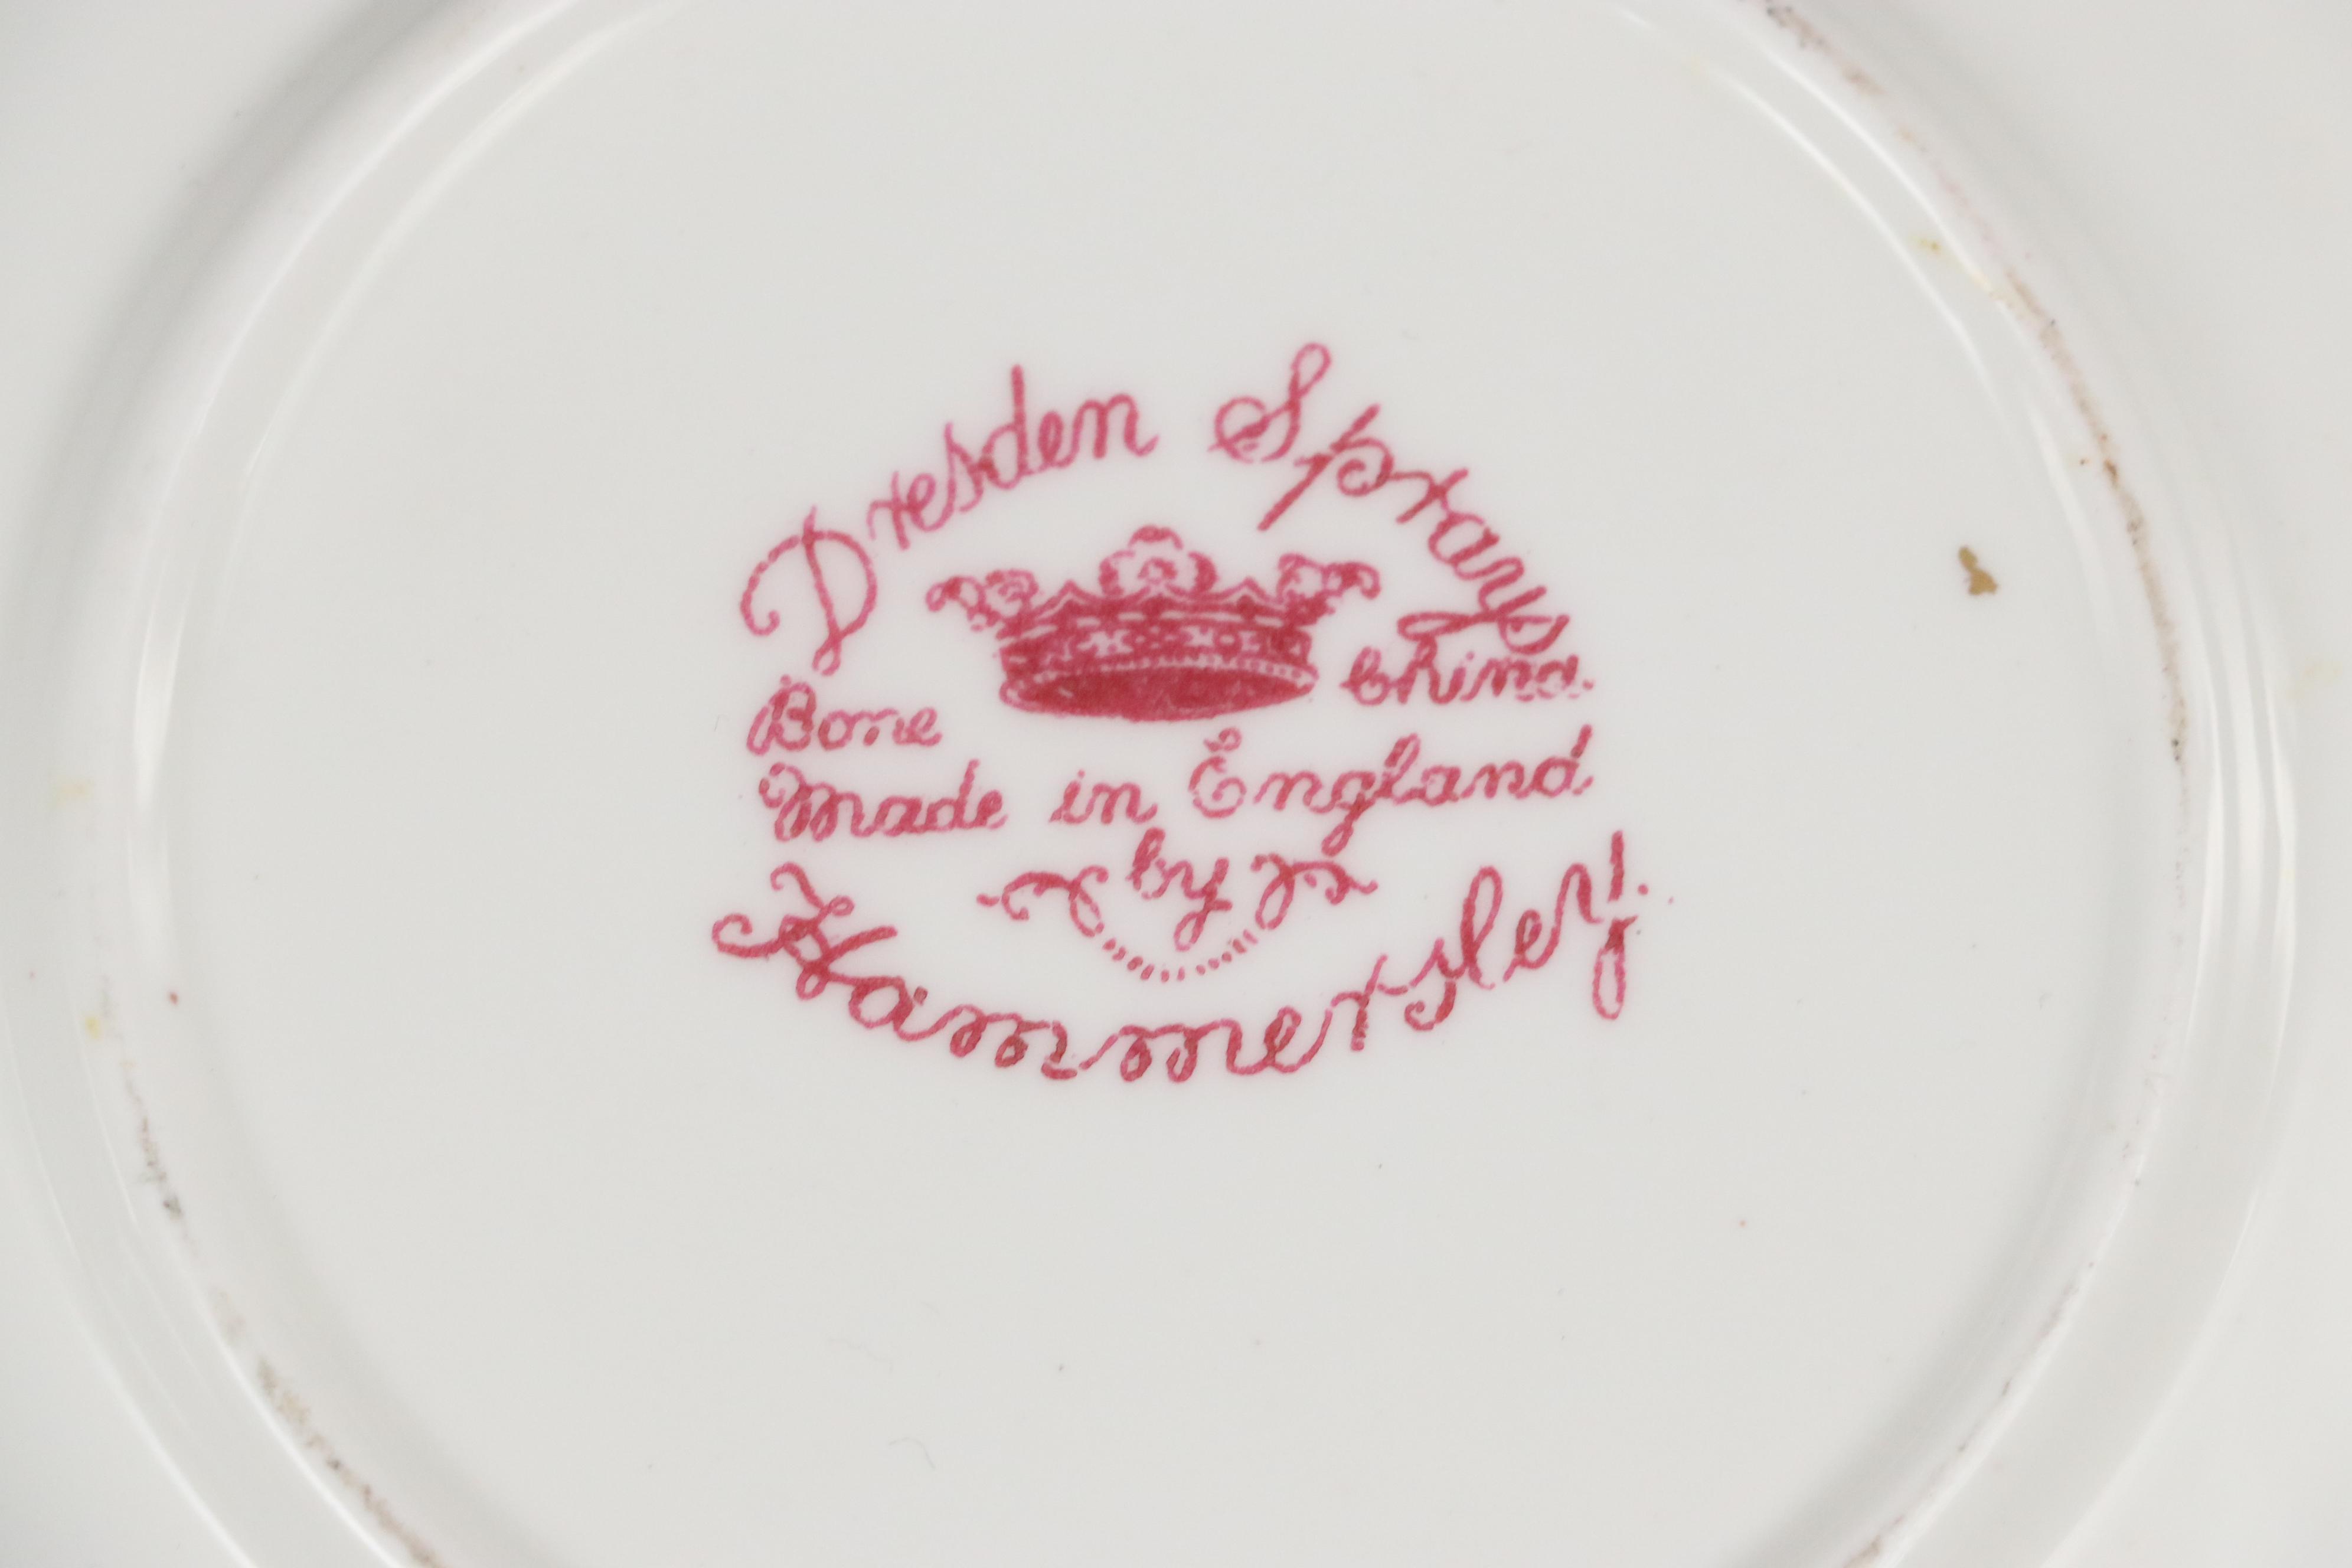 Dresden Sprays
Bone China.
Made in England
by
Hammersley.